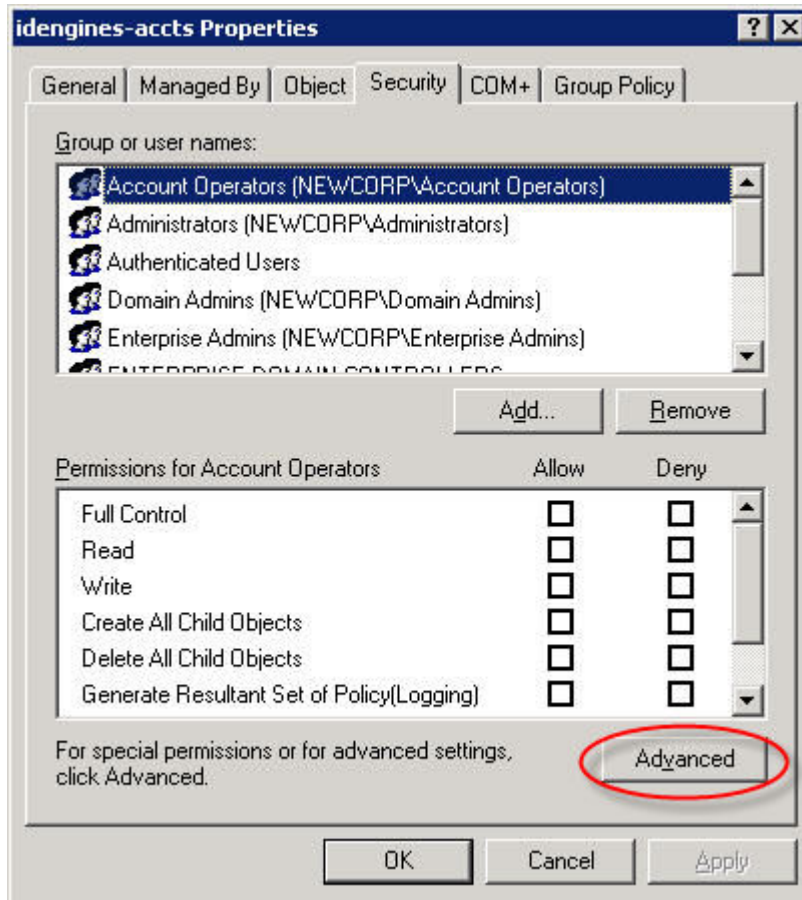 idengines-accts Properties
General Managed By Object Security COM+ Group Policy
Group or user names:
Account Operators (NEWCORP\Account Operators)
Administrators (NEWCORP\Administrators)
Authenticated Users
Domain Admins (NEWCORP\Domain Admins)
Enterprise Admins (NEWCORP\Enterprise Admins)
ENTERPRISE DOMAIN CONTROLLERS
Add... Remove
Permissions for Account Operators Allow Deny
Full Control
Read
Write
Create All Child Objects
Delete All Child Objects
Generate Resultant Set of Policy(Logging)
For special permissions or for advanced settings,
click Advanced.
Advanced
OK Cancel Apply